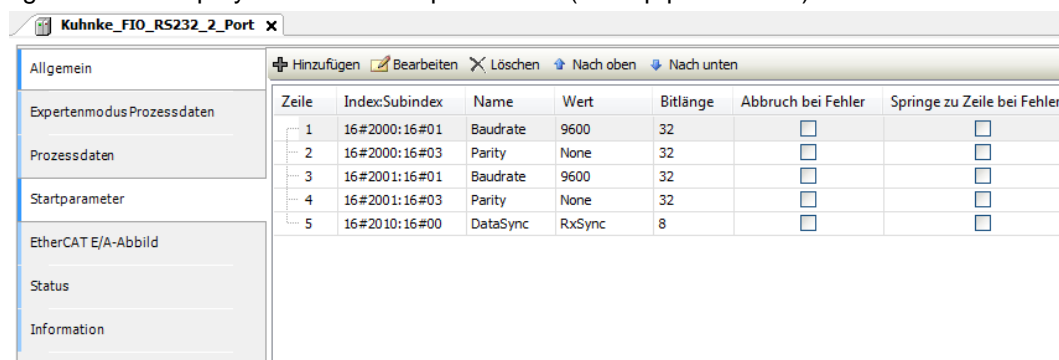 Kuhnke_FIO_RS232_2_Port x
Allgemein
Expertenmodus Prozessdaten
Prozessdaten
Startparameter
EtherCAT E/A-Abbild
Status
Information
Hinzufügen Bearbeiten Löschen Nach oben Nach unten
Zeile Index:Subindex Name Wert Bitlänge Abbruch bei Fehler Springe zu Zeile bei Fehler
1 16#2000:16#01 Baudrate 9600 32
2 16#2000:16#03 Parity None 32
3 16#2001:16#01 Baudrate 9600 32
4 16#2001:16#03 Parity None 32
5 16#2010:16#00 DataSync RxSync 8